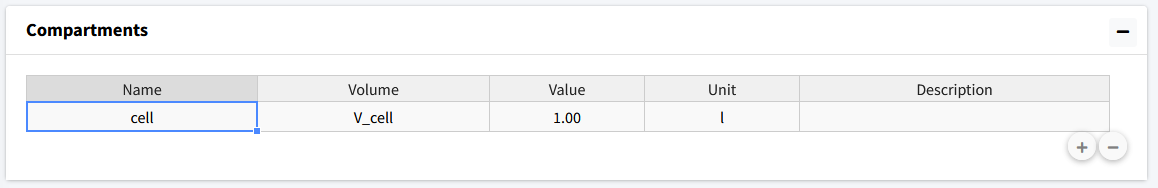 Compartments
Name Volume Value Unit Description
cell V_cell 1.00 l